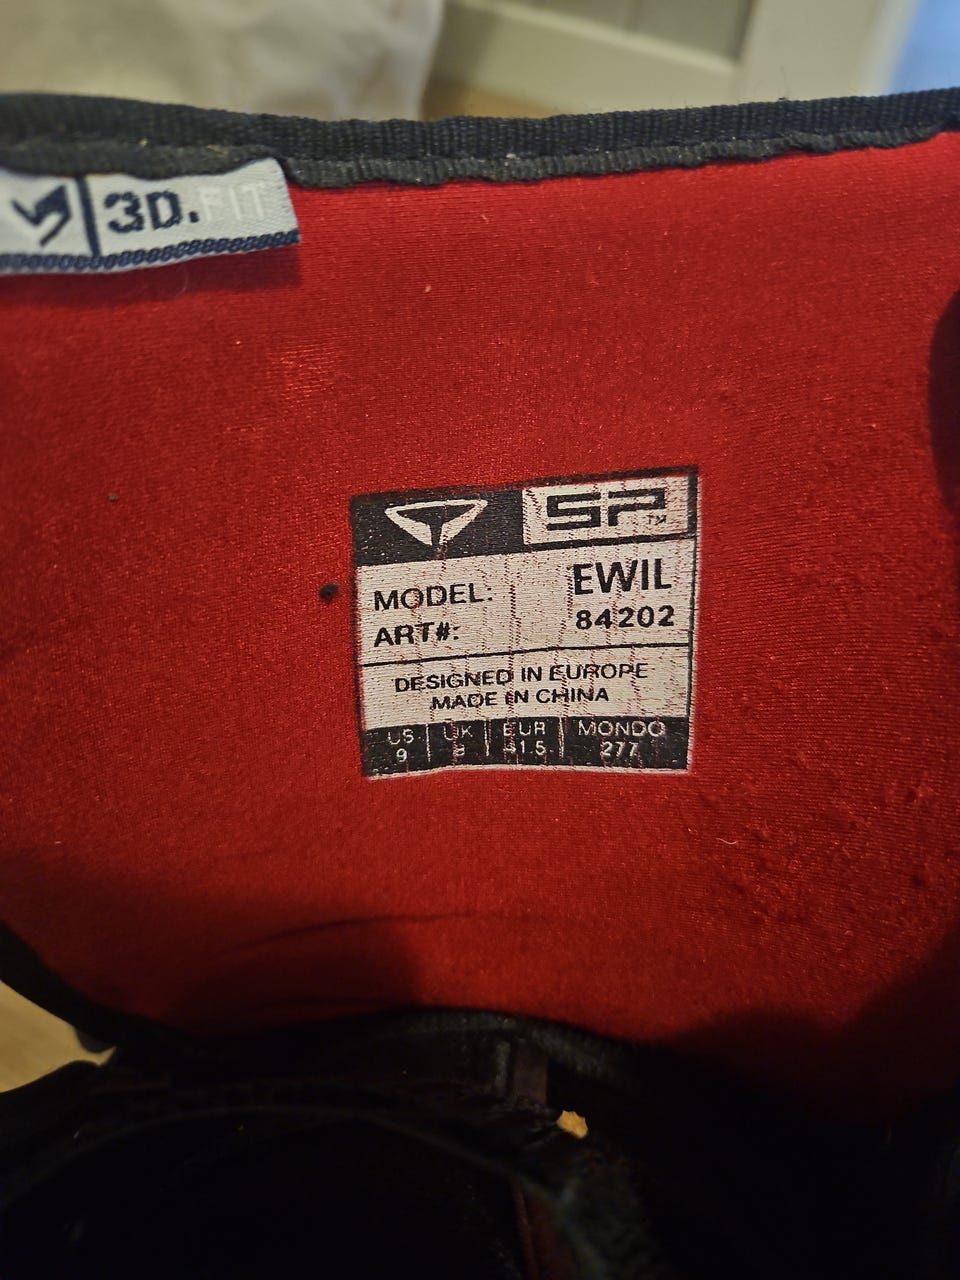 3D.FIT
SP™
MODEL: EWIL
ART#: 84202
DESIGNED IN EUROPE
MADE IN CHINA
US UK EUR MONDO
9 8 41.5 277